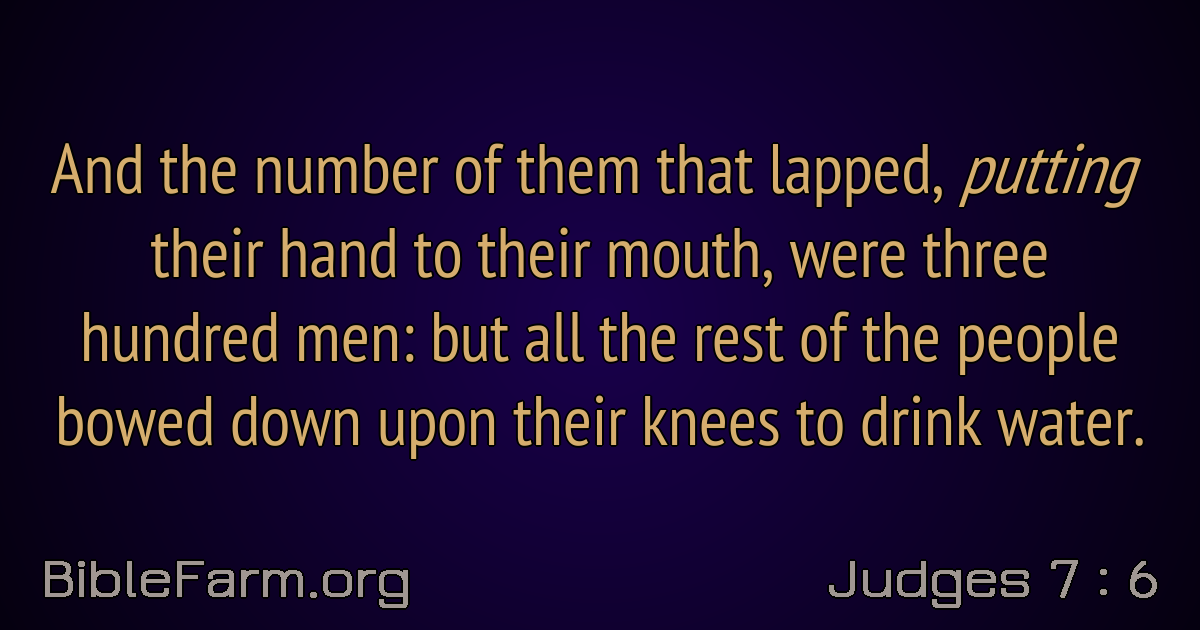 And the number of them that lapped, putting
their hand to their mouth, were three
hundred men: but all the rest of the people
bowed down upon their knees to drink water.
BibleFarm.org
Judges 7 : 6